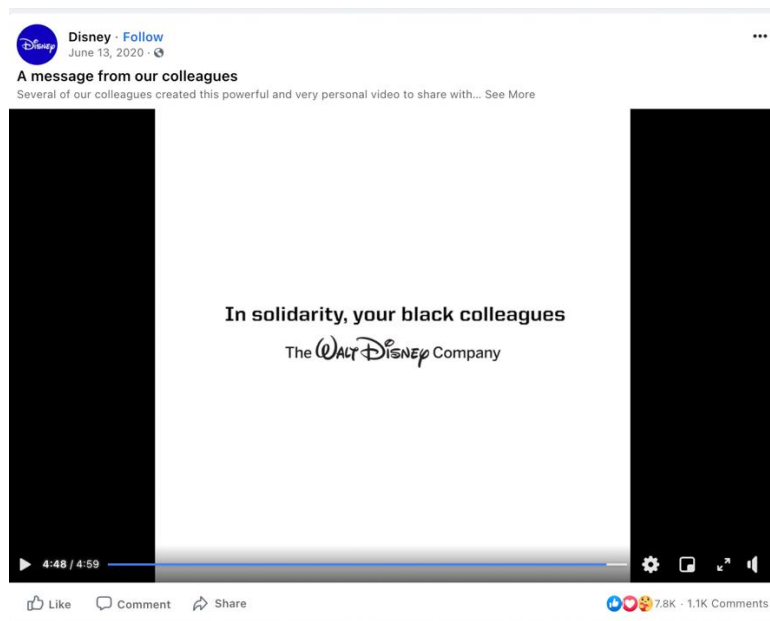 Disney
Disney · Follow
June 13, 2020 ·
A message from our colleagues
Several of our colleagues created this powerful and very personal video to share with... See More
In solidarity, your black colleagues
The Walt Disney Company
4:48 / 4:59
Like Comment Share 7.8K · 1.1K Comments